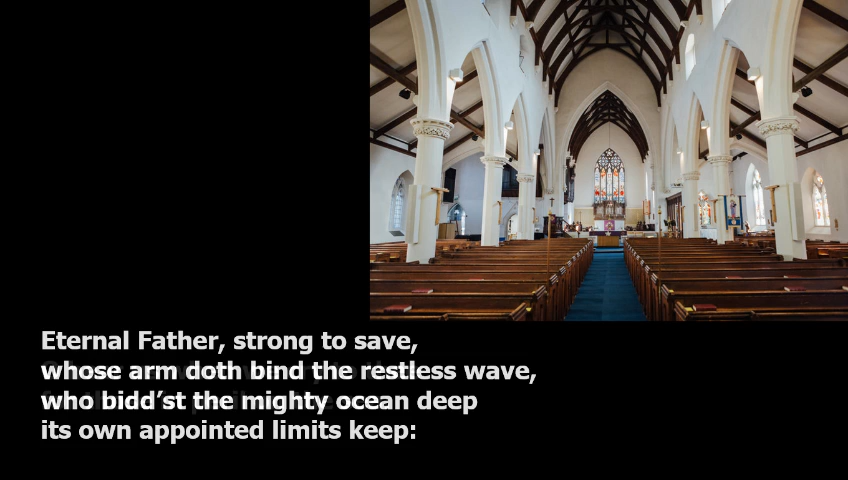 Eternal Father, strong to save,
whose arm doth bind the restless wave,
who bidd’st the mighty ocean deep
its own appointed limits keep: